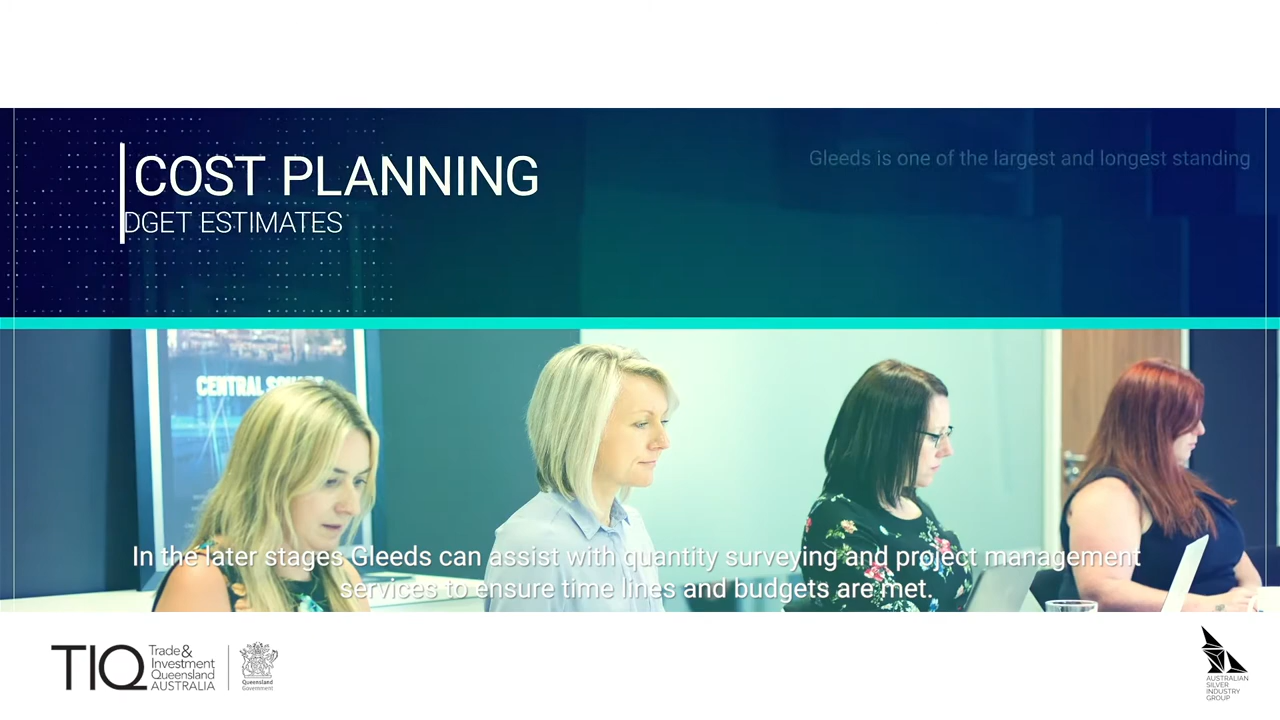 COST PLANNING
DGET ESTIMATES
Gleeds is one of the largest and longest standing
CENTRAL
In the later stages Gleeds can assist with quantity surveying and project management
services to ensure time lines and budgets are met.
TIQ
Trade &
Investment
Queensland
AUSTRALIA
Queensland
Government
AUSTRALIAN
SILVER
INDUSTRY
GROUP